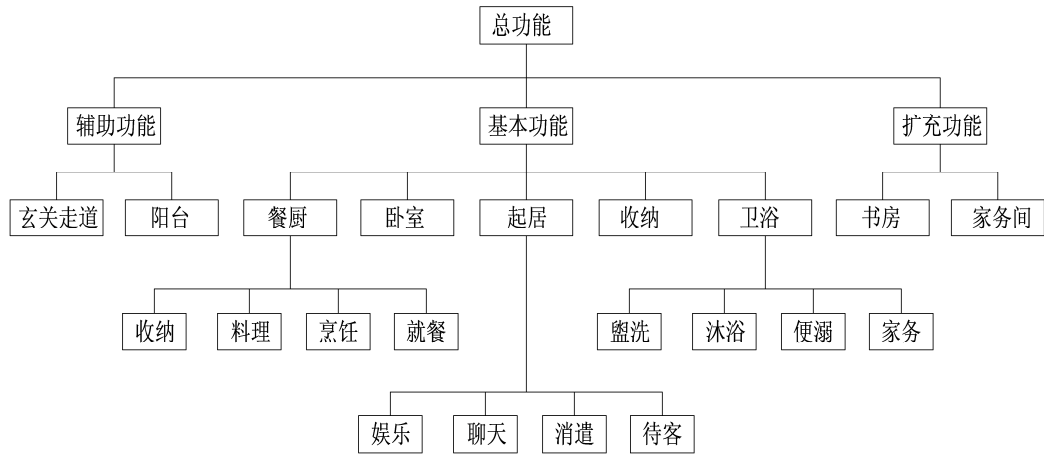 总功能
辅助功能
基本功能
扩充功能
玄关走道
阳台
餐厨
卧室
起居
收纳
卫浴
书房
家务间
收纳
料理
烹饪
就餐
盥洗
沐浴
便溺
家务
娱乐
聊天
消遣
待客